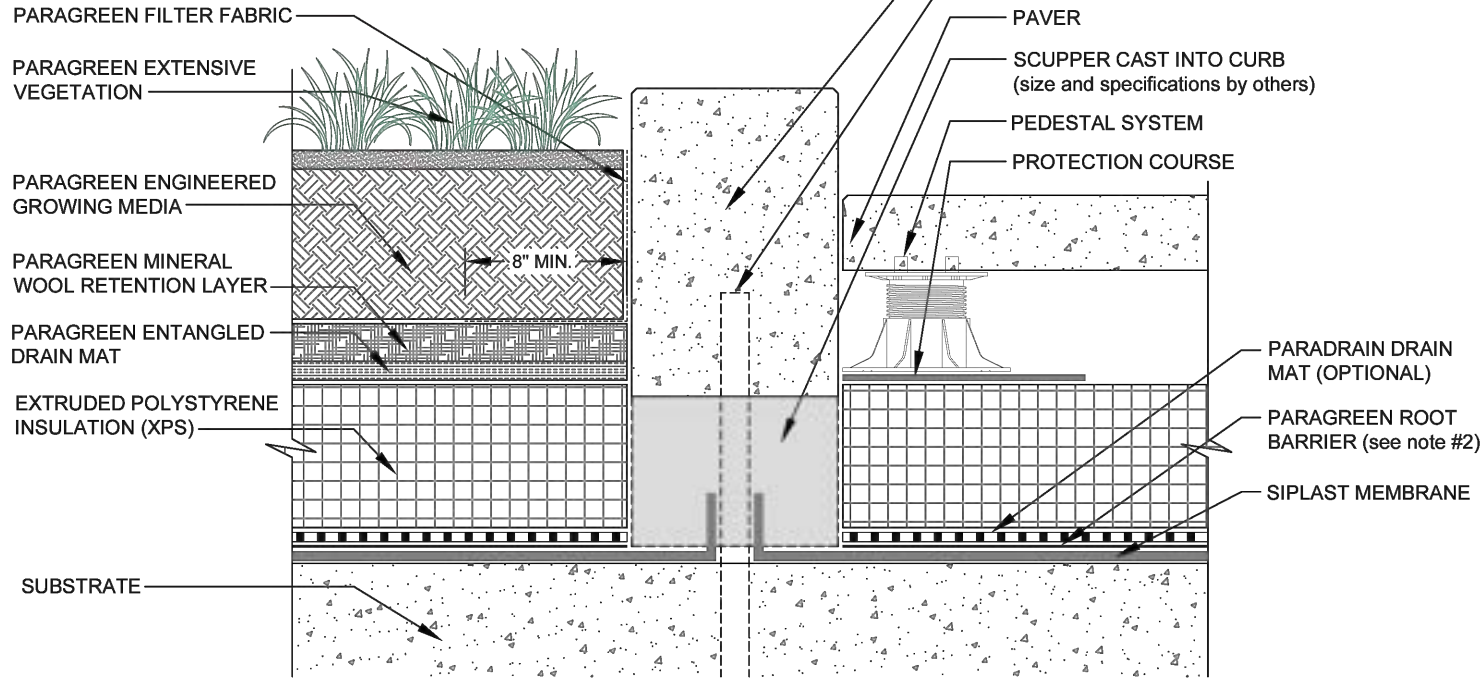 PARAGREEN FILTER FABRIC
PARAGREEN EXTENSIVE
VEGETATION
PARAGREEN ENGINEERED
GROWING MEDIA
8" MIN.
PARAGREEN MINERAL
WOOL RETENTION LAYER
PARAGREEN ENTANGLED
DRAIN MAT
EXTRUDED POLYSTYRENE
INSULATION (XPS)
SUBSTRATE
PAVER
SCUPPER CAST INTO CURB
(size and specifications by others)
PEDESTAL SYSTEM
PROTECTION COURSE
PARADRAIN DRAIN
MAT (OPTIONAL)
PARAGREEN ROOT
BARRIER (see note #2)
SIPLAST MEMBRANE